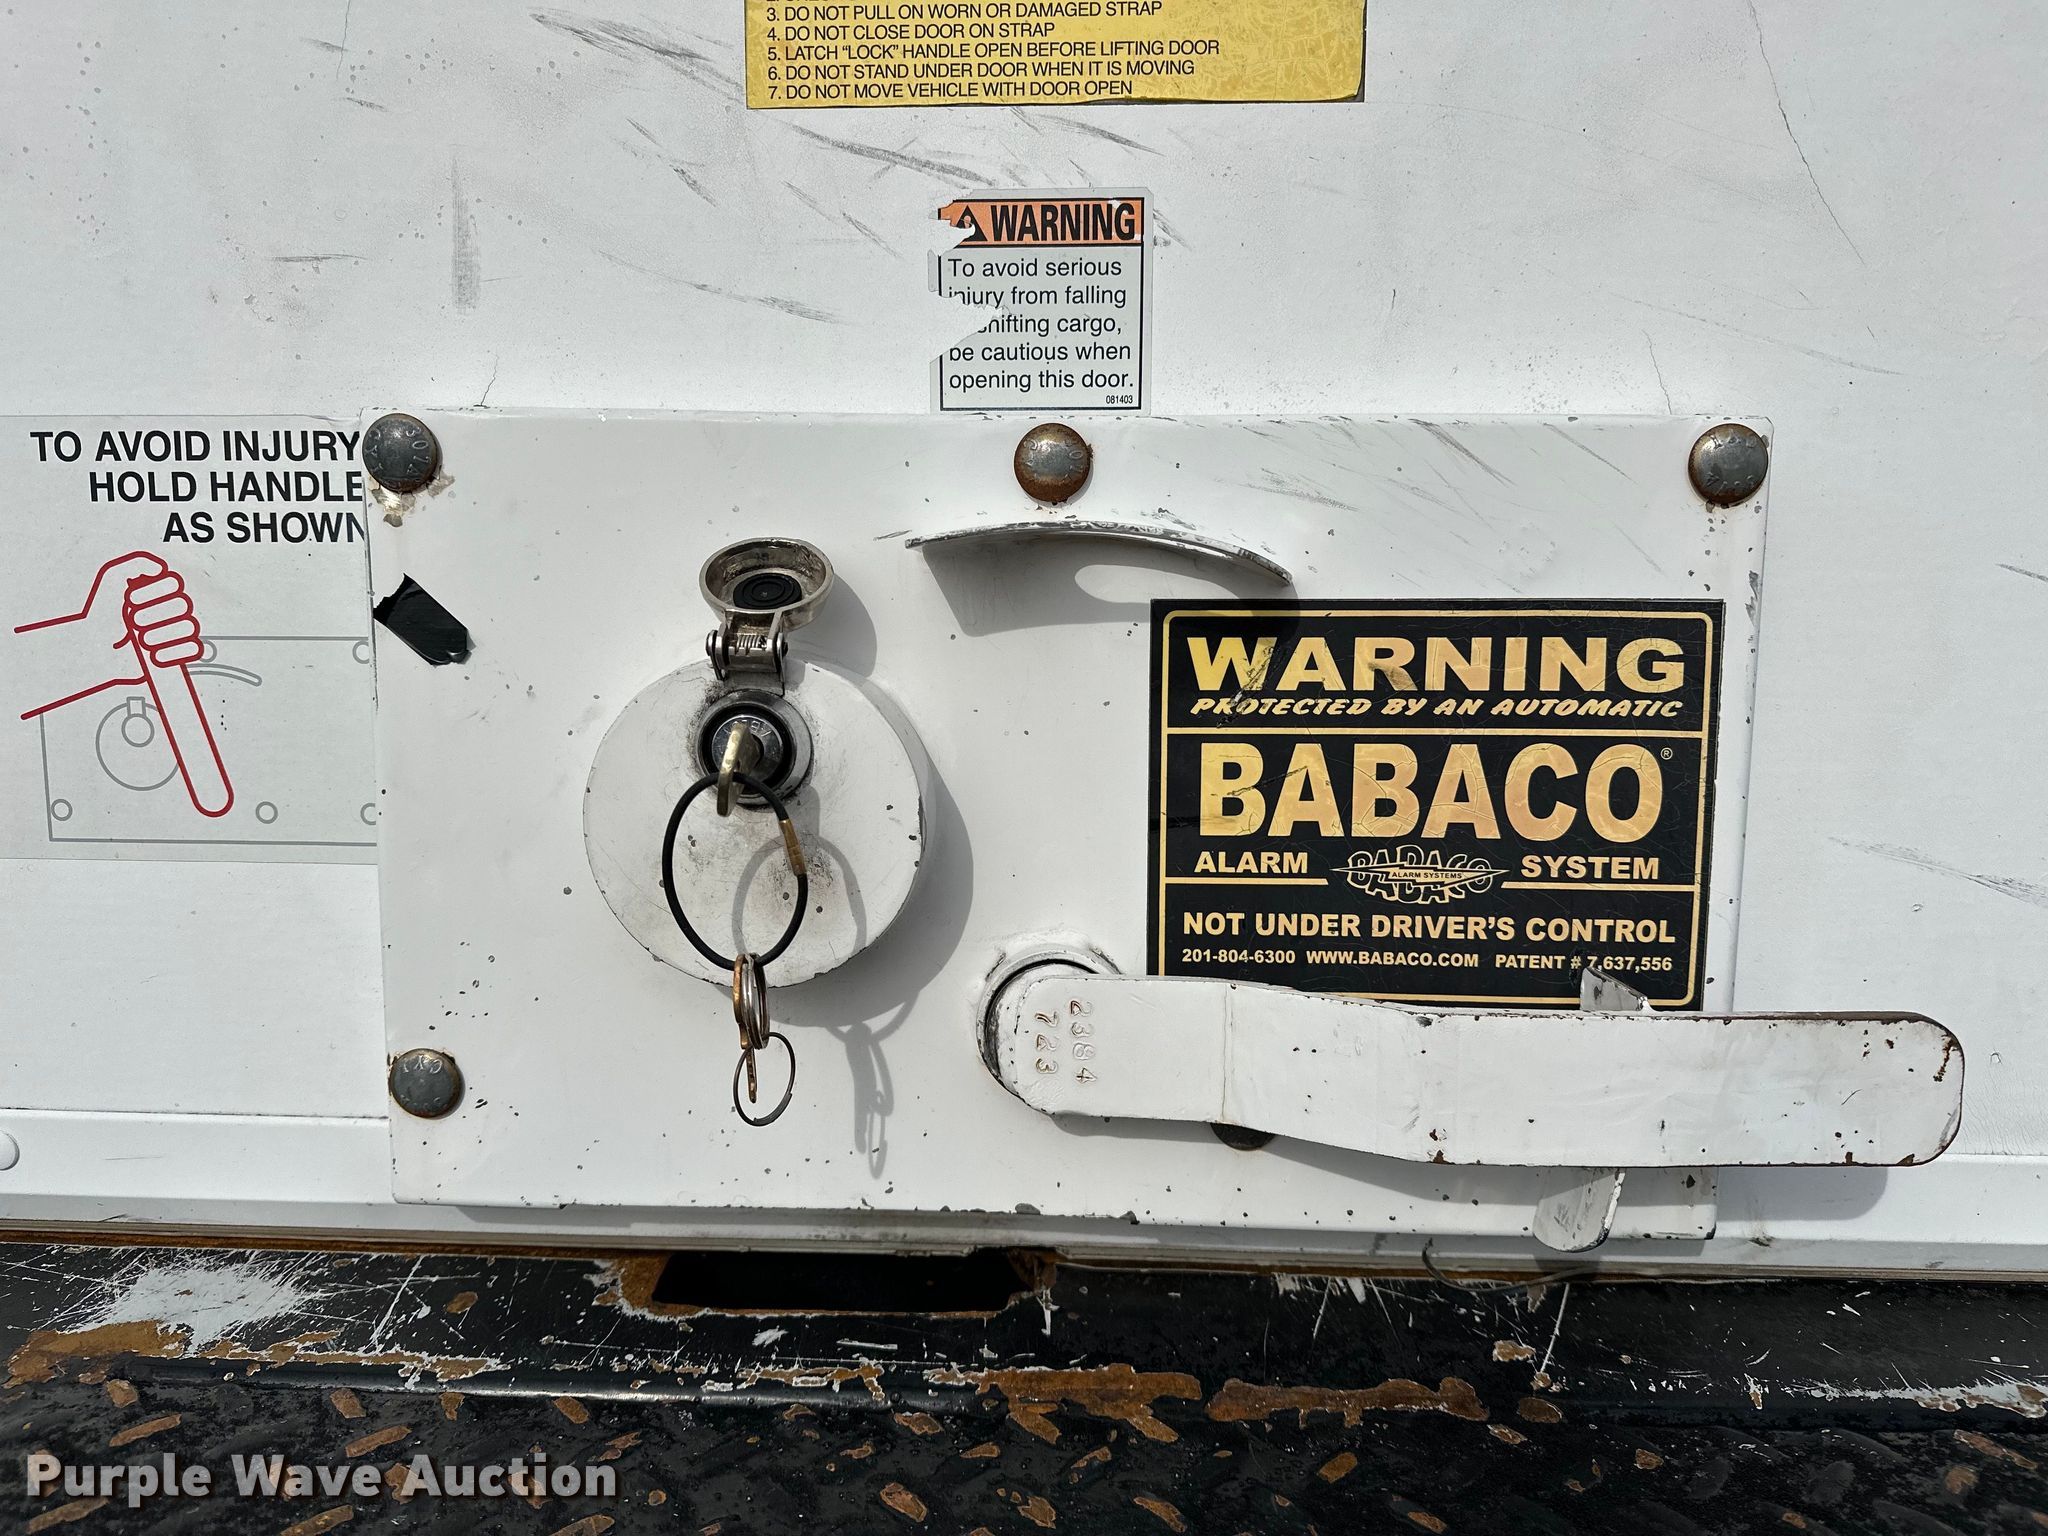 3. DO NOT PULL ON WORN OR DAMAGED STRAP
4. DO NOT CLOSE DOOR ON STRAP
5. LATCH "LOCK" HANDLE OPEN BEFORE LIFTING DOOR
6. DO NOT STAND UNDER DOOR WHEN IT IS MOVING
7. DO NOT MOVE VEHICLE WITH DOOR OPEN
WARNING
To avoid serious
injury from falling
shifting cargo,
be cautious when
opening this door.
081403
TO AVOID INJURY
HOLD HANDLE
AS SHOWN
WARNING
PROTECTED BY AN AUTOMATIC
BABACO®
ALARM SYSTEM
BABACO
ALARM SYSTEMS
NOT UNDER DRIVER'S CONTROL
201-804-6300 WWW.BABACO.COM PATENT # 7,637,556
2384
723
Purple Wave Auction